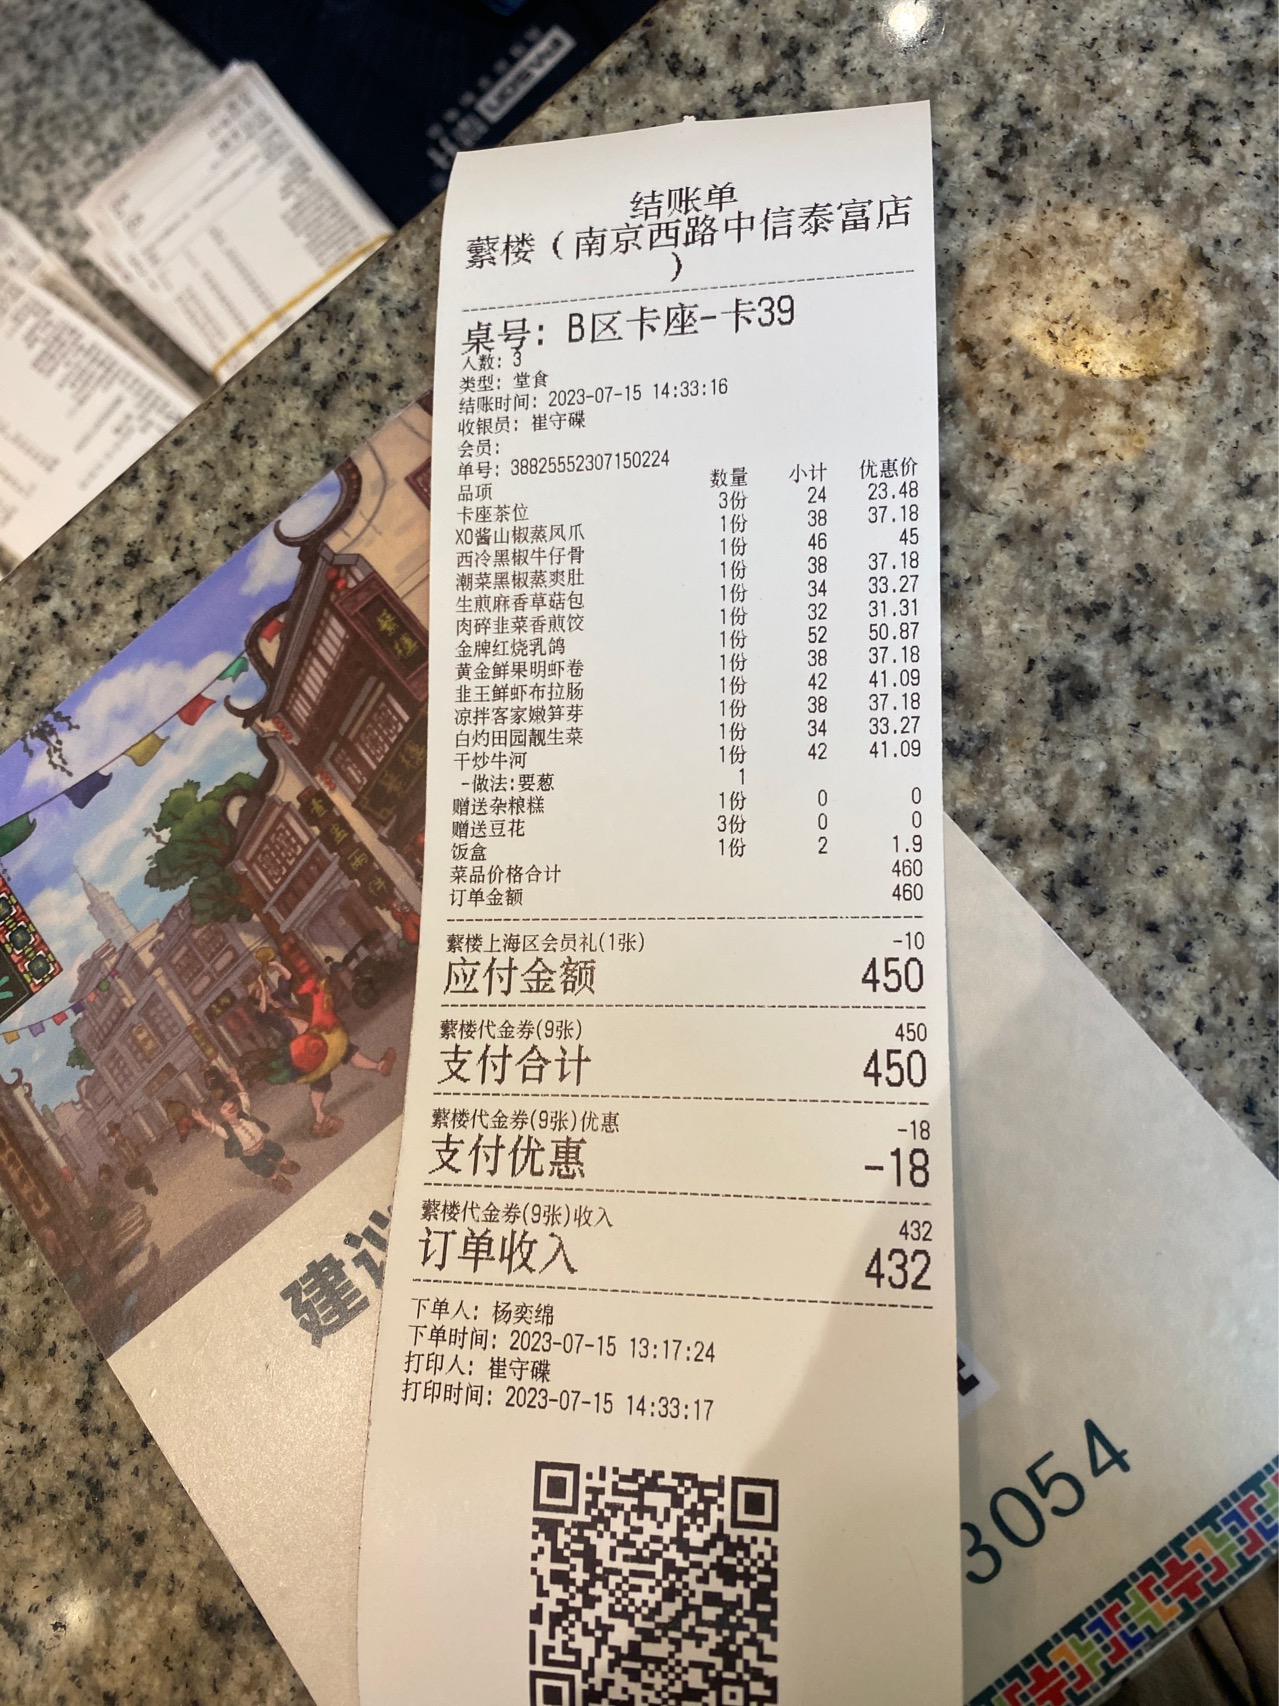 结账单
蘩楼（南京西路中信泰富店
）
桌号: B区卡座-卡39
人数: 3
类型: 堂食
结账时间: 2023-07-15 14:33:16
收银员: 崔守碟
会员:
单号: 38825552307150224
品项 数量 小计 优惠价
卡座茶位 3份 24 23.48
XO酱山椒蒸凤爪 1份 38 37.18
西冷黑椒牛仔骨 1份 46 45
潮菜黑椒蒸爽肚 1份 38 37.18
生煎麻香草菇包 1份 34 33.27
肉碎韭菜香煎饺 1份 32 31.31
金牌红烧乳鸽 1份 52 50.87
黄金鲜果明虾卷 1份 38 37.18
韭王鲜虾布拉肠 1份 42 41.09
凉拌客家嫩笋芽 1份 38 37.18
白灼田园靓生菜 1份 34 33.27
干炒牛河 1份 42 41.09
-做法:要葱 1
赠送杂粮糕 1份 0 0
赠送豆花 3份 0 0
饭盒 1份 2 1.9
菜品价格合计 460
订单金额 460
蘩楼上海区会员礼(1张) -10
应付金额 450
蘩楼代金券(9张) 450
支付合计 450
蘩楼代金券(9张)优惠 -18
支付优惠 -18
蘩楼代金券(9张)收入 432
订单收入 432
下单人: 杨奕绵
下单时间: 2023-07-15 13:17:24
打印人: 崔守碟
打印时间: 2023-07-15 14:33:17
建议
3054